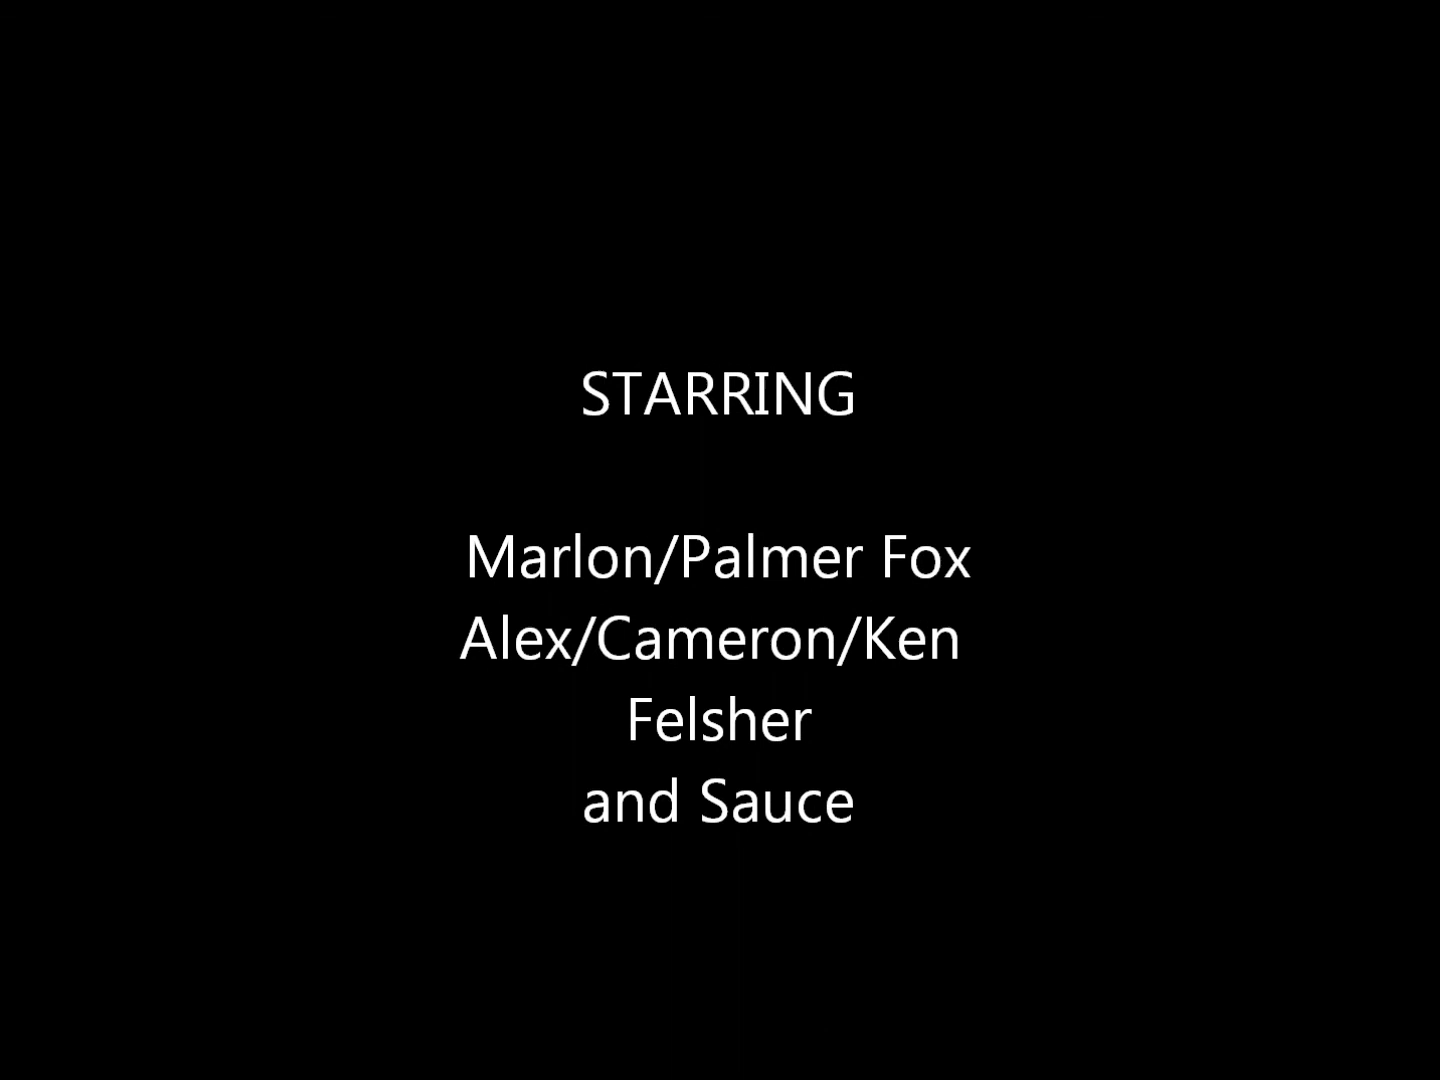 STARRING
Marlon/Palmer Fox
Alex/Cameron/Ken
Felsher
and Sauce